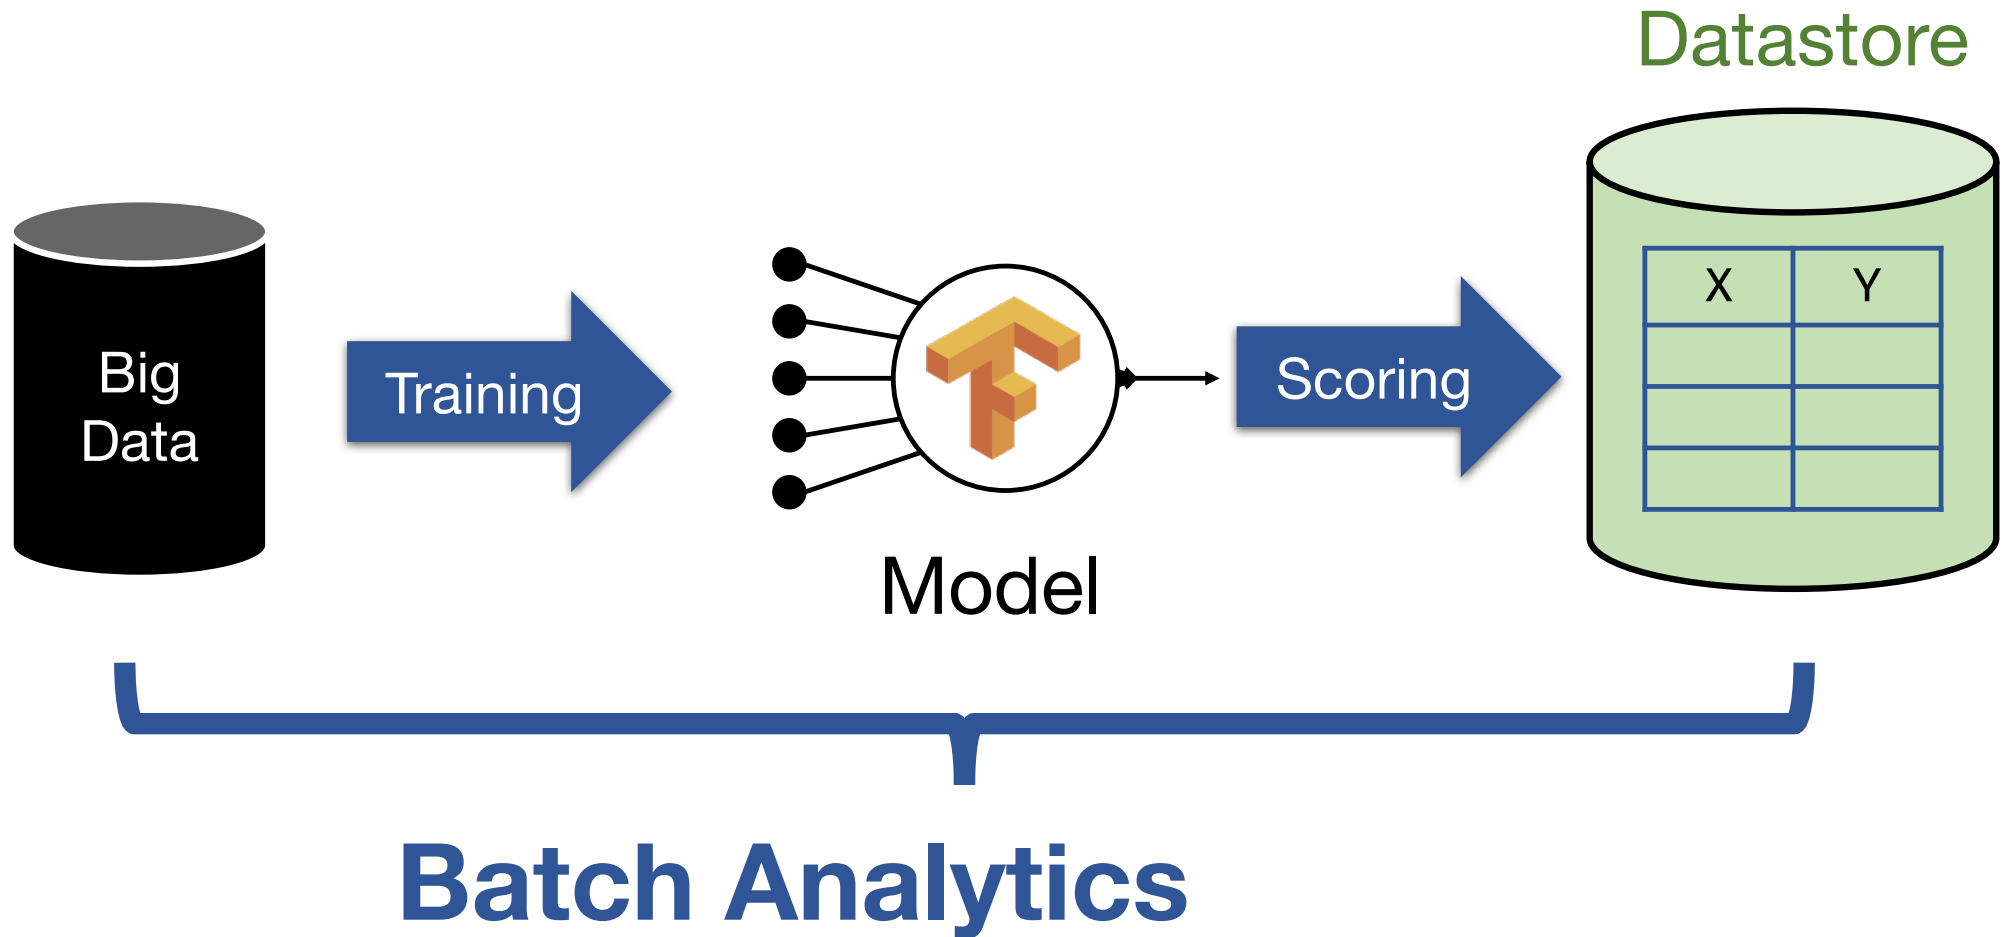 Datastore
Big
Data
Training
Scoring
X Y
Model
Batch Analytics